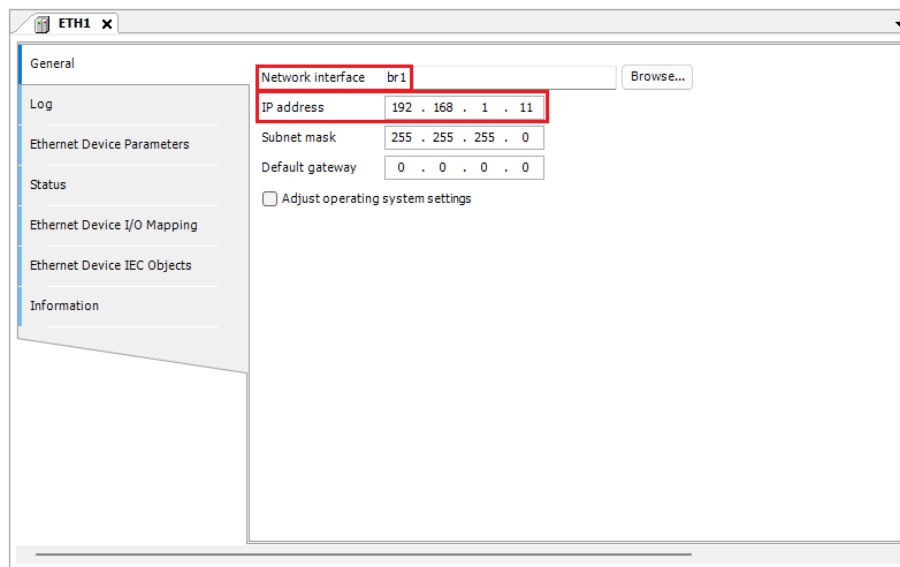 ETH1
General
Log
Ethernet Device Parameters
Status
Ethernet Device I/O Mapping
Ethernet Device IEC Objects
Information
Network interface br1 Browse...
IP address 192 . 168 . 1 . 11
Subnet mask 255 . 255 . 255 . 0
Default gateway 0 . 0 . 0 . 0
Adjust operating system settings